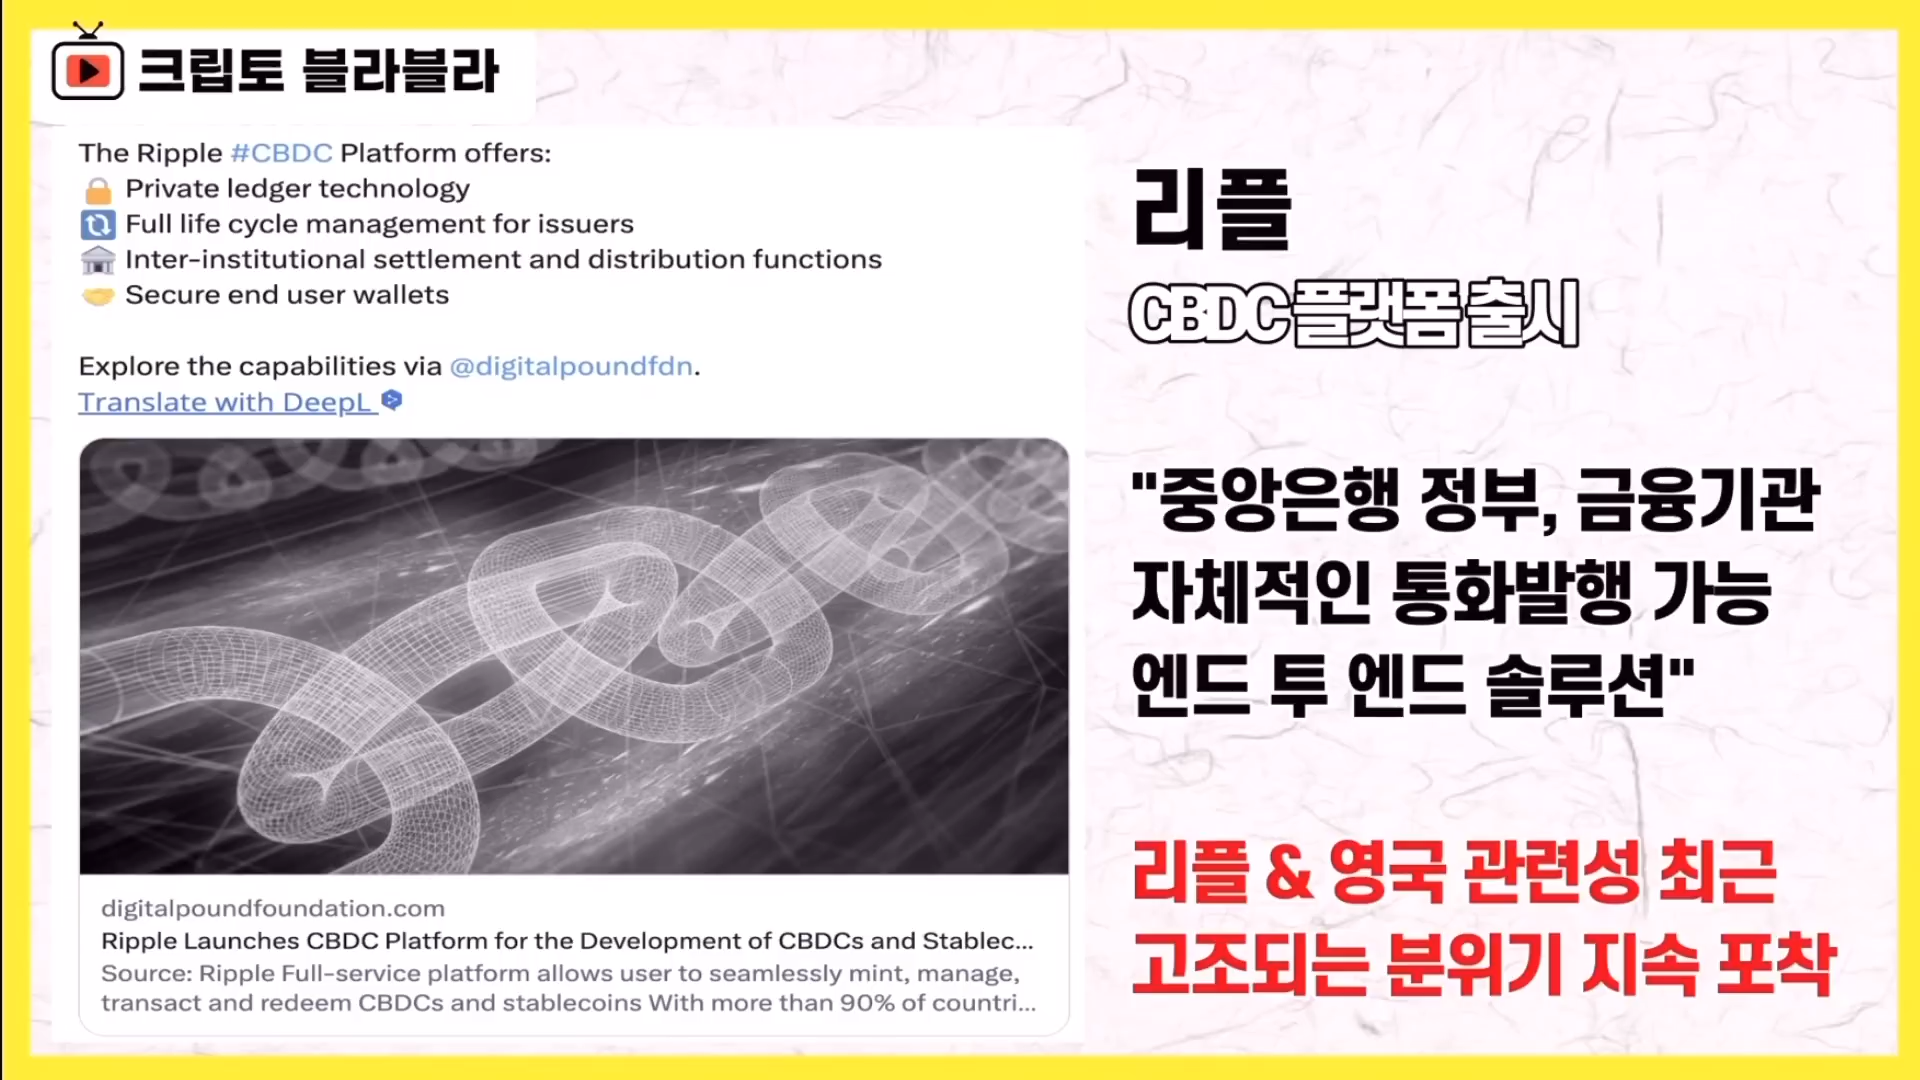 크립토 블라블라
The Ripple #CBDC Platform offers:
Private ledger technology
Full life cycle management for issuers
Inter-institutional settlement and distribution functions
Secure end user wallets
Explore the capabilities via @digitalpoundfdn.
Translate with DeepL
digitalpoundfoundation.com
Ripple Launches CBDC Platform for the Development of CBDCs and Stablec...
Source: Ripple Full-service platform allows user to seamlessly mint, manage,
transact and redeem CBDCs and stablecoins With more than 90% of countri...
리플
CBDC 플랫폼 출시
"중앙은행 정부, 금융기관
자체적인 통화발행 가능
엔드 투 엔드 솔루션"
리플 & 영국 관련성 최근
고조되는 분위기 지속 포착